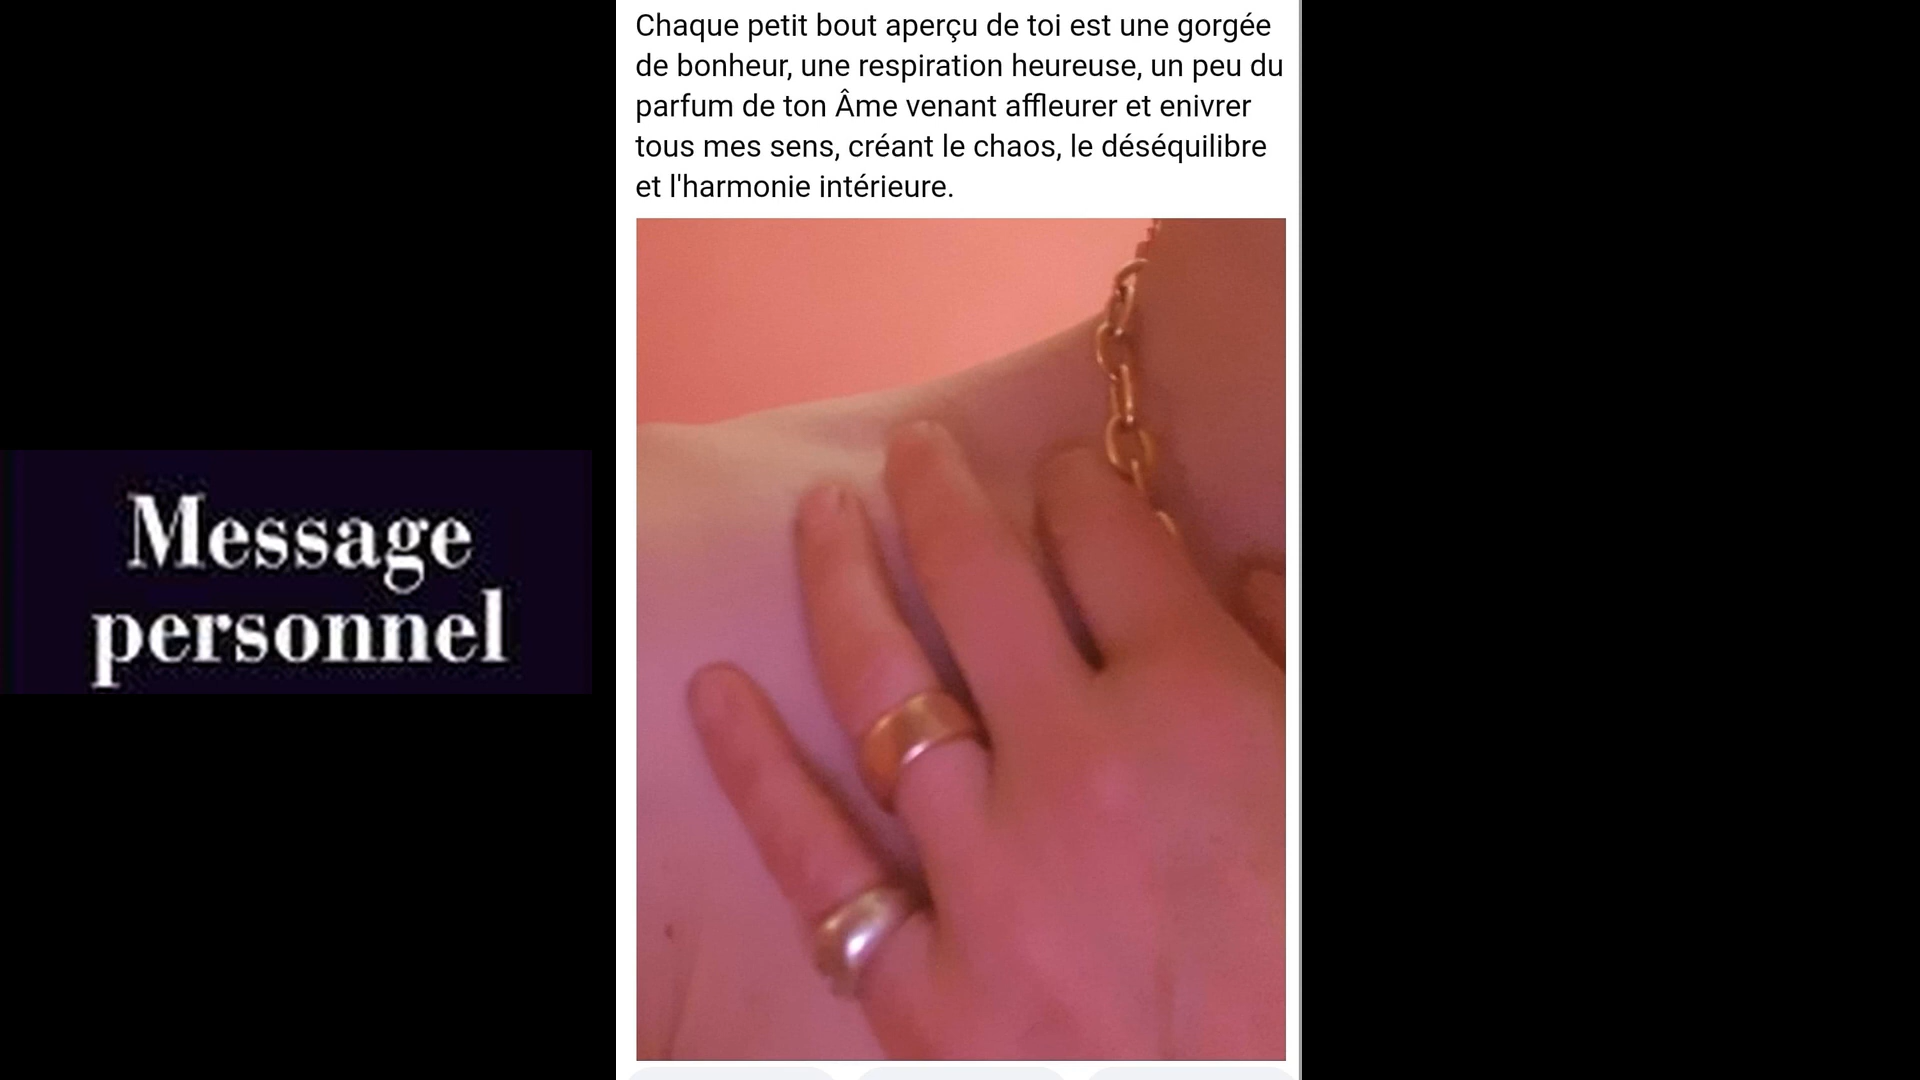 Chaque petit bout aperçu de toi est une gorgée
de bonheur, une respiration heureuse, un peu du
parfum de ton Âme venant affleurer et enivrer
tous mes sens, créant le chaos, le déséquilibre
et l'harmonie intérieure.
Message
personnel